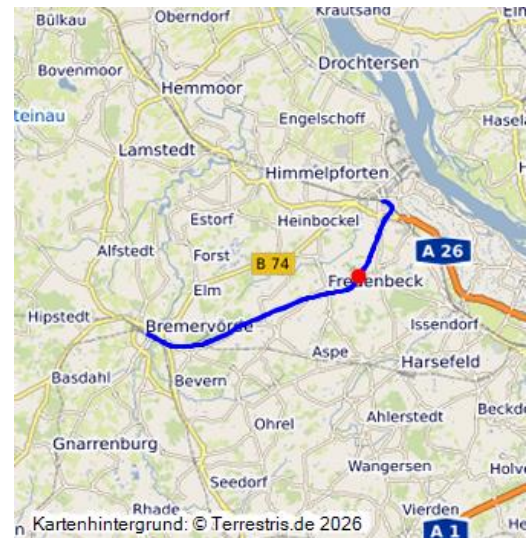 Bülkau
Oberndorf
Krautsand
Bovenmoor
Drochtersen
Hemmoor
teinau
Engelschoff
Hasela
Lamstedt
Himmelpforten
Estorf
Heinbockel
Alfstedt
Forst
B 74
A 26
Elm
Fredenbeck
Hipstedt
Bremervörde
Issendorf
Aspe
Harsefeld
Basdahl
Bevern
Ahlerstedt
Beckdo
Ohrel
Gnarrenburg
Wangersen
Holve
Seedorf
Rhade
Vierden
Kartenhintergrund: © Terrestris.de 2026
A 1